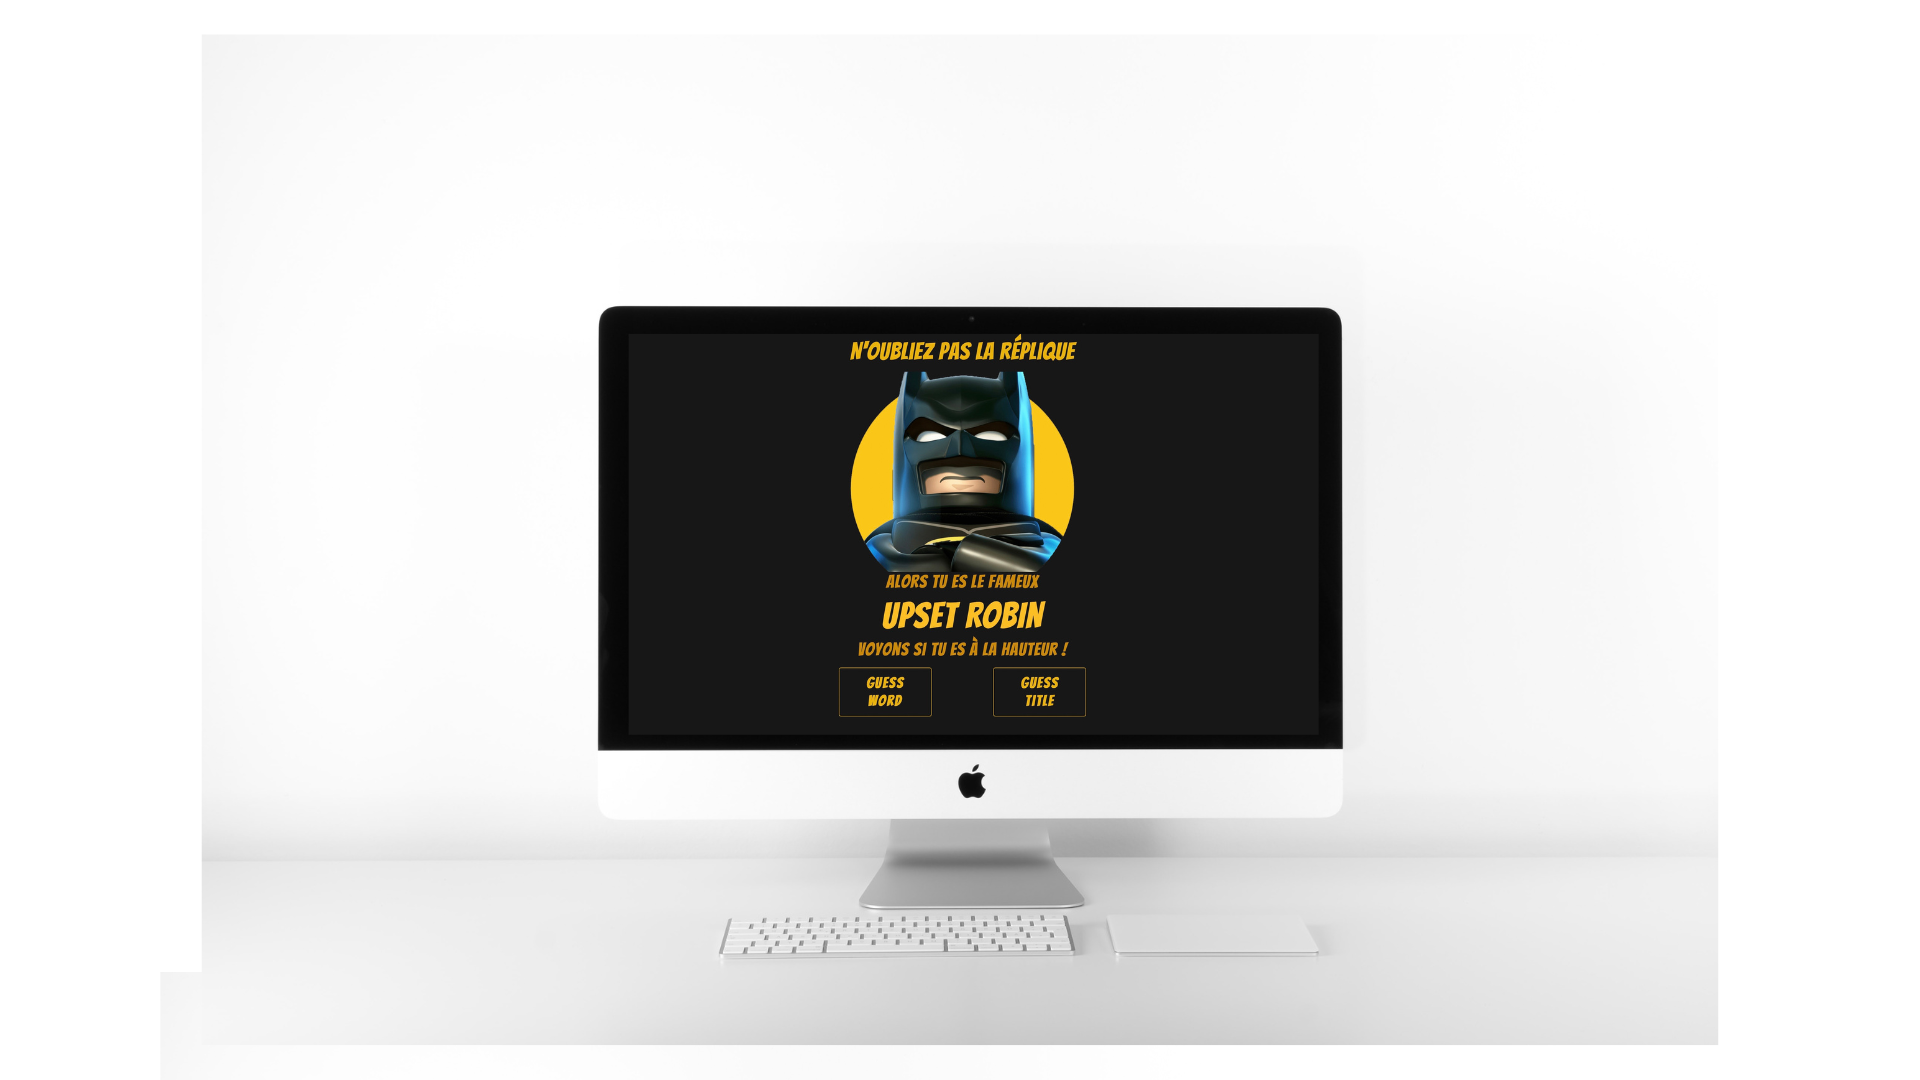 N'OUBLIEZ PAS LA RÉPLIQUE
ALORS TU ES LE FAMEUX
UPSET ROBIN
VOYONS SI TU ES À LA HAUTEUR !
GUESS
WORD
GUESS
TITLE